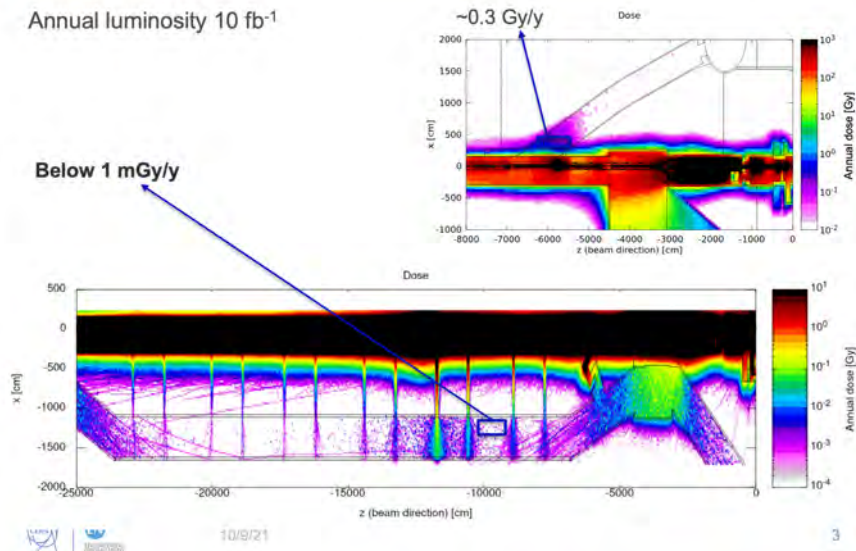 Annual luminosity 10 fb-1
~0.3 Gy/y
Dose
2000
1500
1000
500
0
-500
-1000
x [cm]
-8000 -7000 -6000 -5000 -4000 -3000 -2000 -1000 0
z (beam direction) [cm]
10³
10²
10¹
10⁰
10⁻¹
10⁻²
Annual dose [Gy]
Below 1 mGy/y
Dose
500
0
-500
-1000
-1500
-2000
x [cm]
-25000 -20000 -15000 -10000 -5000 0
z (beam direction) [cm]
10¹
10⁰
10⁻¹
10⁻²
10⁻³
10⁻⁴
Annual dose [Gy]
10/9/21
3